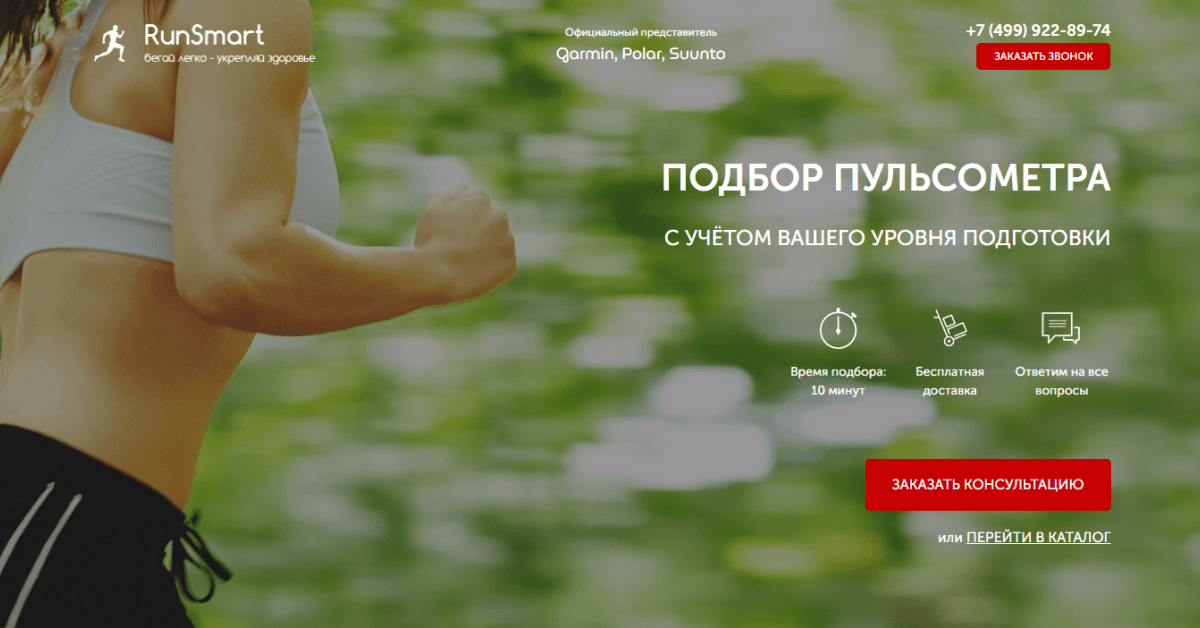 RunSmart
бегай легко - укрепляй здоровье
Официальный представитель
Garmin, Polar, Suunto
+7 (499) 922-89-74
ЗАКАЗАТЬ ЗВОНОК
ПОДБОР ПУЛЬСОМЕТРА
С УЧЁТОМ ВАШЕГО УРОВНЯ ПОДГОТОВКИ
Время подбора:
10 минут
Бесплатная
доставка
Ответим на все
вопросы
ЗАКАЗАТЬ КОНСУЛЬТАЦИЮ
или ПЕРЕЙТИ В КАТАЛОГ